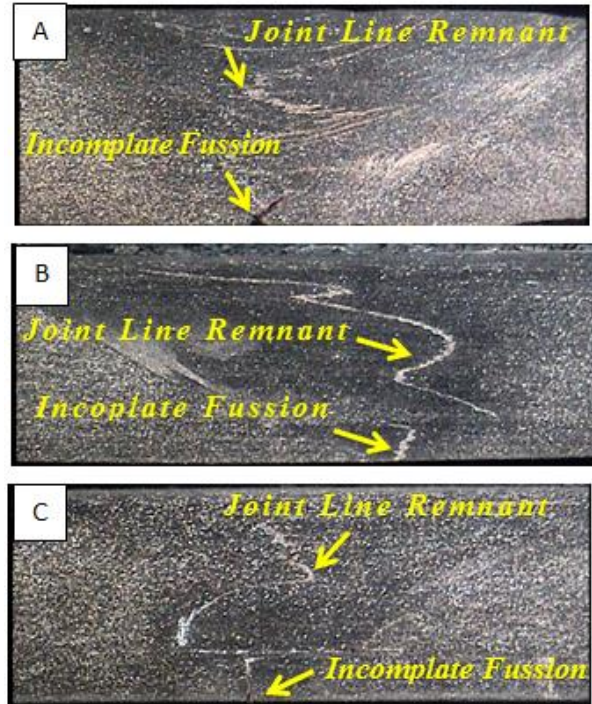 A
Joint Line Remnant
Incomplate Fussion
B
Joint Line Remnant
Incoplate Fussion
C
Joint Line Remnant
Incomplate Fussion